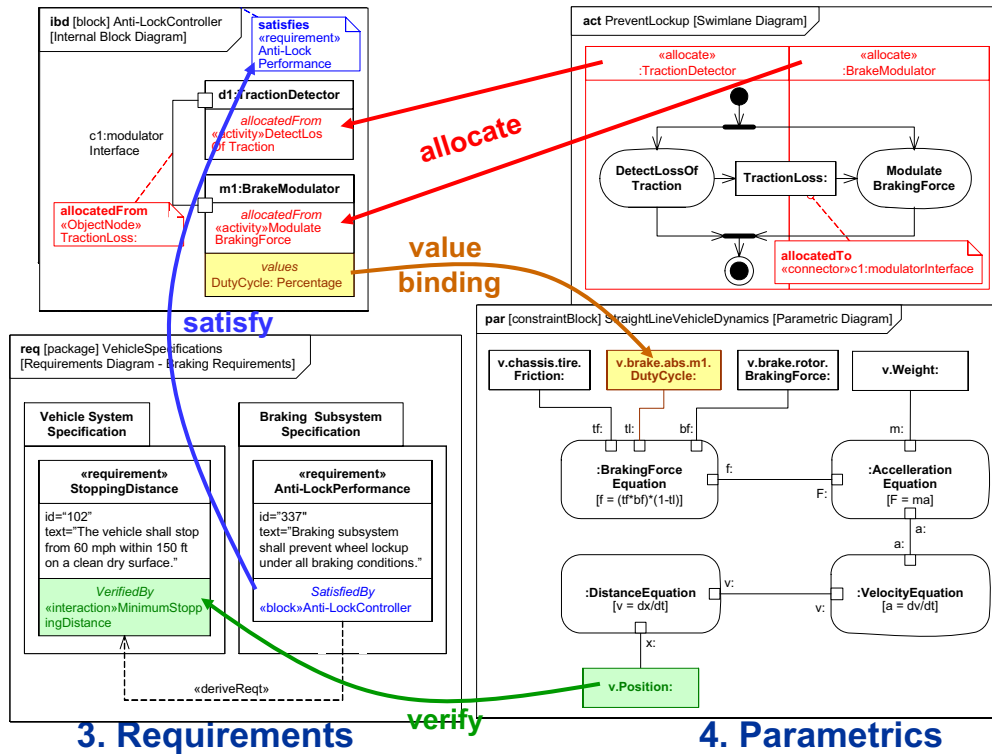 ibd [block] Anti-LockController
[Internal Block Diagram]
satisfies
«requirement»
Anti-Lock
Performance
d1:TractionDetector
allocatedFrom
«activity»DetectLos
Of Traction
c1:modulator
Interface
m1:BrakeModulator
allocatedFrom
«activity»Modulate
BrakingForce
values
DutyCycle: Percentage
allocatedFrom
«ObjectNode»
TractionLoss:
act PreventLockup [Swimlane Diagram]
«allocate»
:TractionDetector
«allocate»
:BrakeModulator
DetectLossOf
Traction
TractionLoss:
Modulate
BrakingForce
allocatedTo
«connector»c1:modulatorInterface
allocate
value
binding
satisfy
req [package] VehicleSpecifications
[Requirements Diagram - Braking Requirements]
Vehicle System
Specification
Braking Subsystem
Specification
«requirement»
StoppingDistance
id=“102”
text=”The vehicle shall stop
from 60 mph within 150 ft
on a clean dry surface.”
VerifiedBy
«interaction»MinimumStopp
ingDistance
«requirement»
Anti-LockPerformance
id=”337"
text=”Braking subsystem
shall prevent wheel lockup
under all braking conditions.”
SatisfiedBy
«block»Anti-LockController
«deriveReqt»
par [constraintBlock] StraightLineVehicleDynamics [Parametric Diagram]
v.chassis.tire.
Friction:
v.brake.abs.m1.
DutyCycle:
v.brake.rotor.
BrakingForce:
v.Weight:
tf:
tl:
bf:
m:
:BrakingForce
Equation
[f = (tf*bf)*(1-tl)]
f:
F:
:Accelleration
Equation
[F = ma]
a:
a:
:DistanceEquation
[v = dx/dt]
v:
v:
:VelocityEquation
[a = dv/dt]
x:
v.Position:
verify
3. Requirements
4. Parametrics